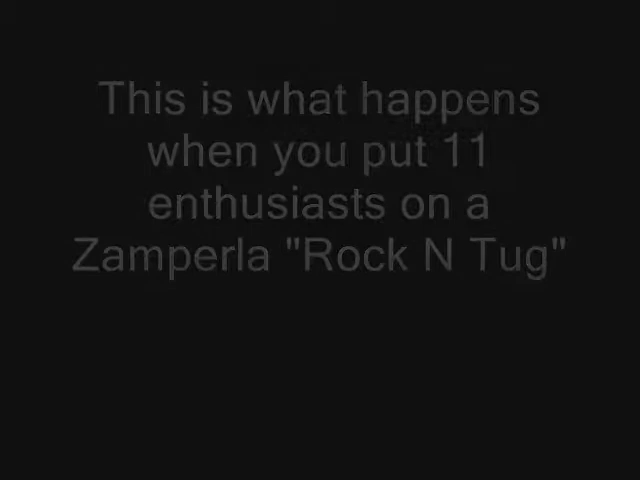 This is what happens
when you put 11
enthusiasts on a
Zamperla "Rock N Tug"